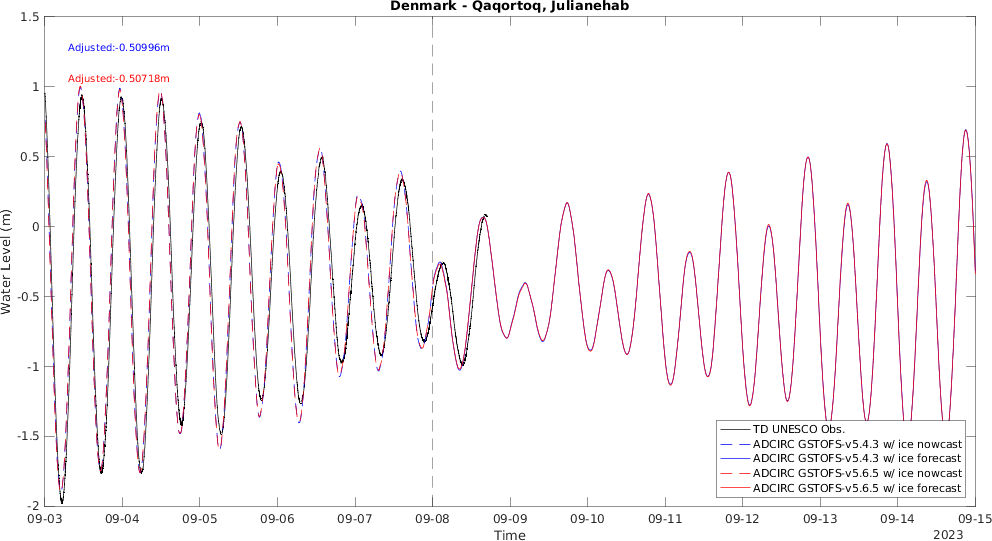 Denmark - Qaqortoq, Julianehab
Adjusted:-0.50996m
Adjusted:-0.50718m
Water Level (m)
1.5
1
0.5
0
-0.5
-1
-1.5
-2
TD UNESCO Obs.
ADCIRC GSTOFS-v5.4.3 w/ ice nowcast
ADCIRC GSTOFS-v5.4.3 w/ ice forecast
ADCIRC GSTOFS-v5.6.5 w/ ice nowcast
ADCIRC GSTOFS-v5.6.5 w/ ice forecast
09-03 09-04 09-05 09-06 09-07 09-08 09-09 09-10 09-11 09-12 09-13 09-14 09-15
Time
2023